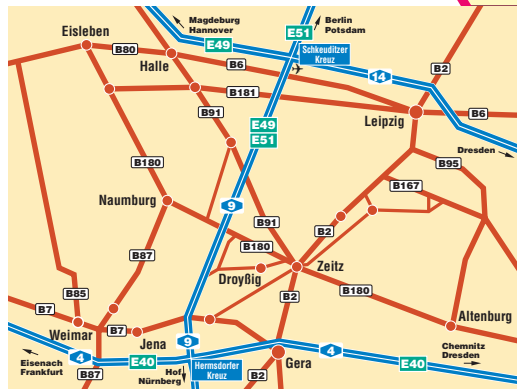 Magdeburg
Hannover
Berlin
Potsdam
E51
Eisleben
B80
E49
Schkeuditzer
Kreuz
Halle
B6
B2
14
B181
B91
Leipzig
B6
E49
E51
Dresden
B180
B95
B167
Naumburg
9
B91
B2
B180
B87
Zeitz
Droyßig
B85
B2
B180
B7
Weimar
B7
Jena
9
Altenburg
4
E40
Hermsdorfer
Kreuz
4
E40
Chemnitz
Dresden
Eisenach
Frankfurt
B87
Hof
Nürnberg
B2
Gera